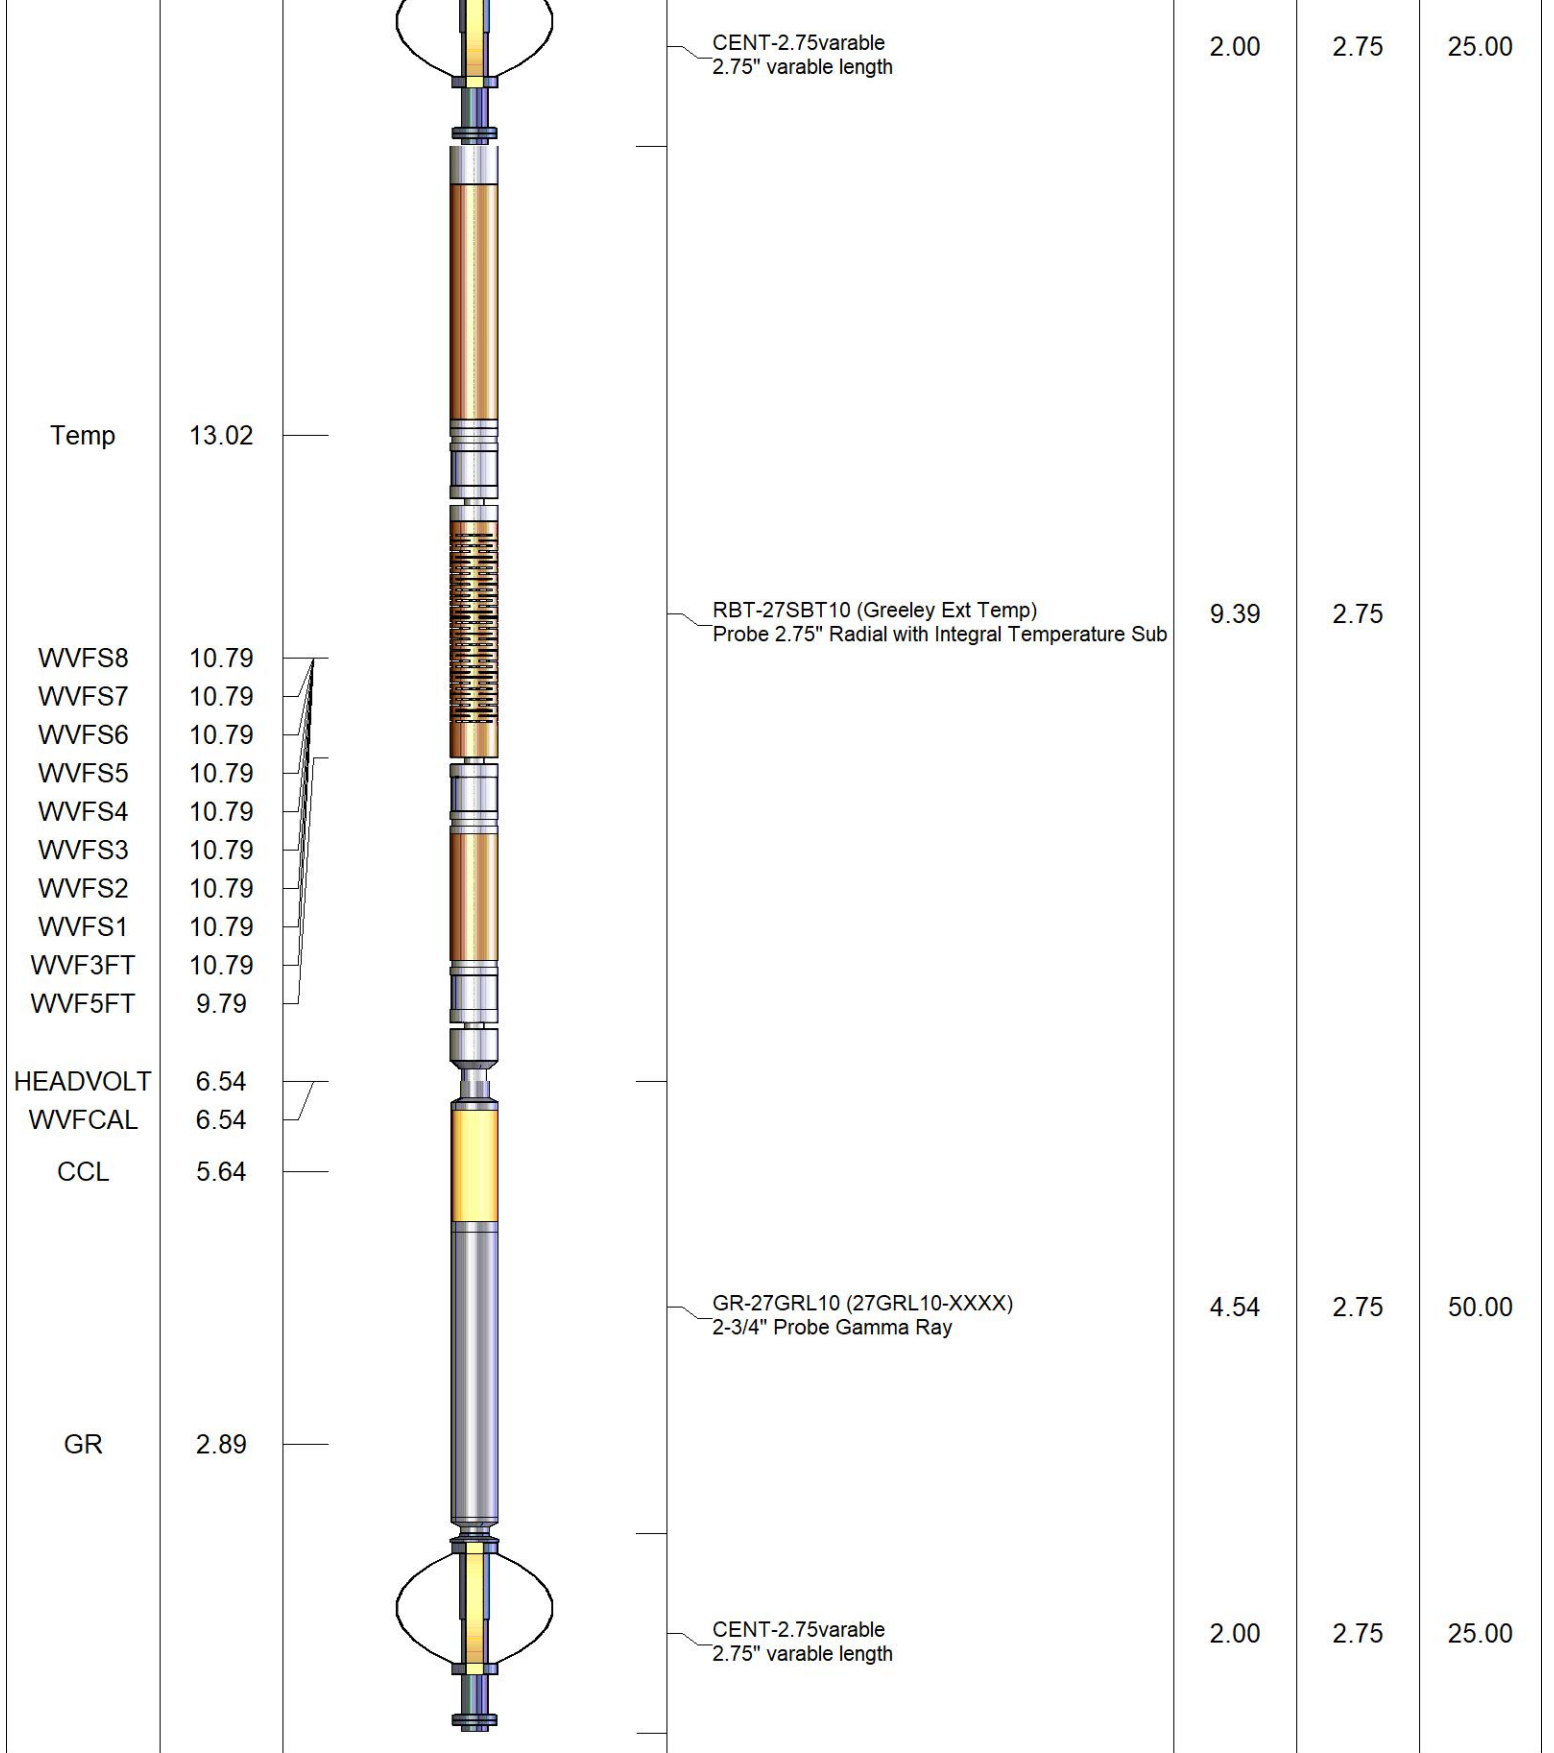 CENT-2.75varable 2.00 2.75 25.00
2.75" varable length
Temp 13.02
RBT-27SBT10 (Greeley Ext Temp) 9.39 2.75
Probe 2.75" Radial with Integral Temperature Sub
WVFS8 10.79
WVFS7 10.79
WVFS6 10.79
WVFS5 10.79
WVFS4 10.79
WVFS3 10.79
WVFS2 10.79
WVFS1 10.79
WVF3FT 10.79
WVF5FT 9.79
HEADVOLT 6.54
WVFCAL 6.54
CCL 5.64
GR-27GRL10 (27GRL10-XXXX) 4.54 2.75 50.00
2-3/4" Probe Gamma Ray
GR 2.89
CENT-2.75varable 2.00 2.75 25.00
2.75" varable length